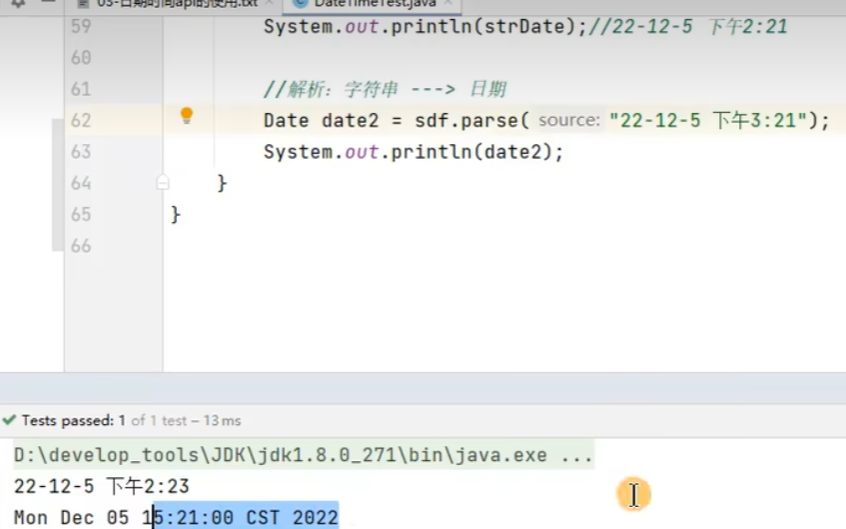 03-日期时间api的使用.txt × DateTimeTest.java ×
59 System.out.println(strDate);//22-12-5 下午2:21
60
61 //解析：字符串 ---> 日期
62 Date date2 = sdf.parse( source: "22-12-5 下午3:21");
63 System.out.println(date2);
64 }
65 }
66
Tests passed: 1 of 1 test – 13 ms
D:\develop_tools\JDK\jdk1.8.0_271\bin\java.exe ...
22-12-5 下午2:23
Mon Dec 05 15:21:00 CST 2022